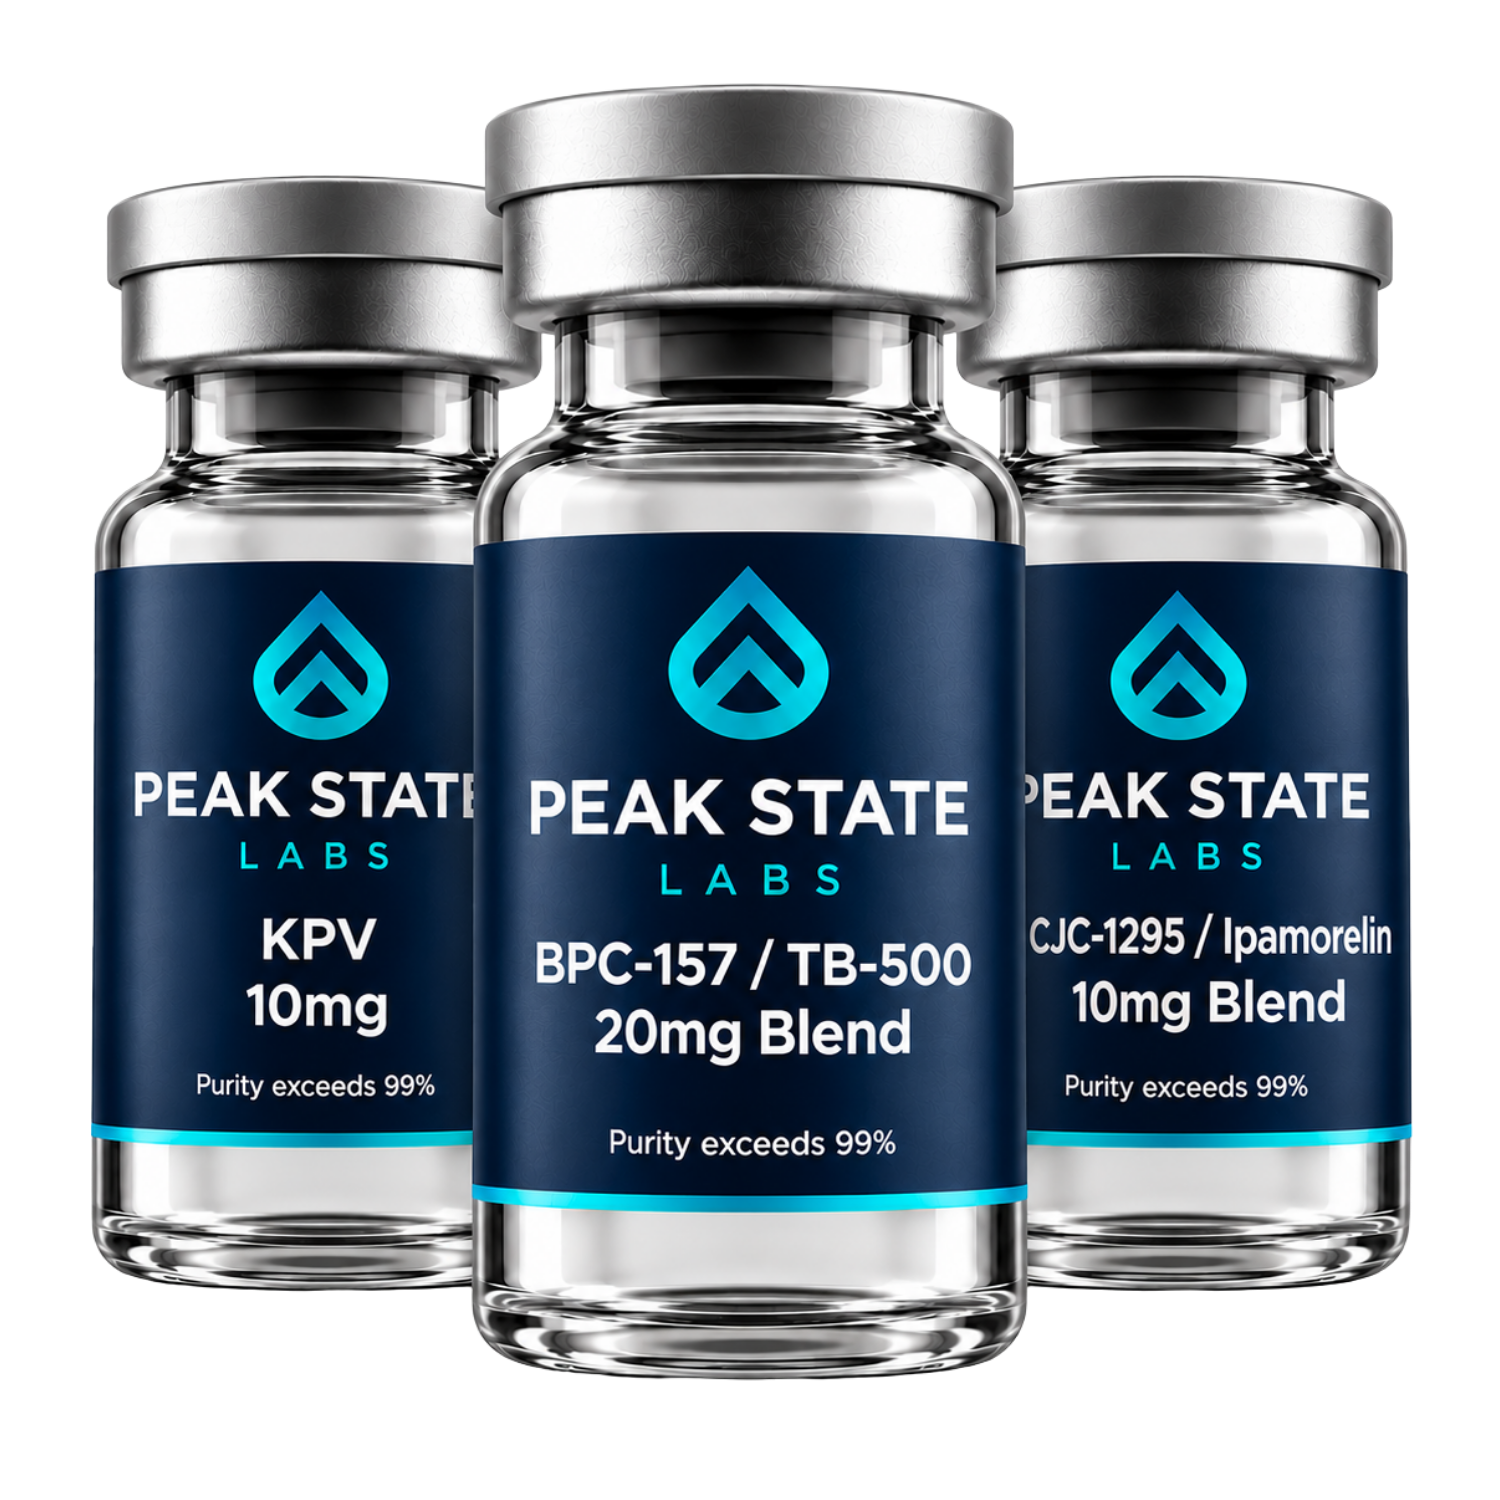 PEAK STATE
LABS
KPV
10mg
Purity exceeds 99%
PEAK STATE
LABS
BPC-157 / TB-500
20mg Blend
Purity exceeds 99%
PEAK STATE
LABS
CJC-1295 / Ipamorelin
10mg Blend
Purity exceeds 99%